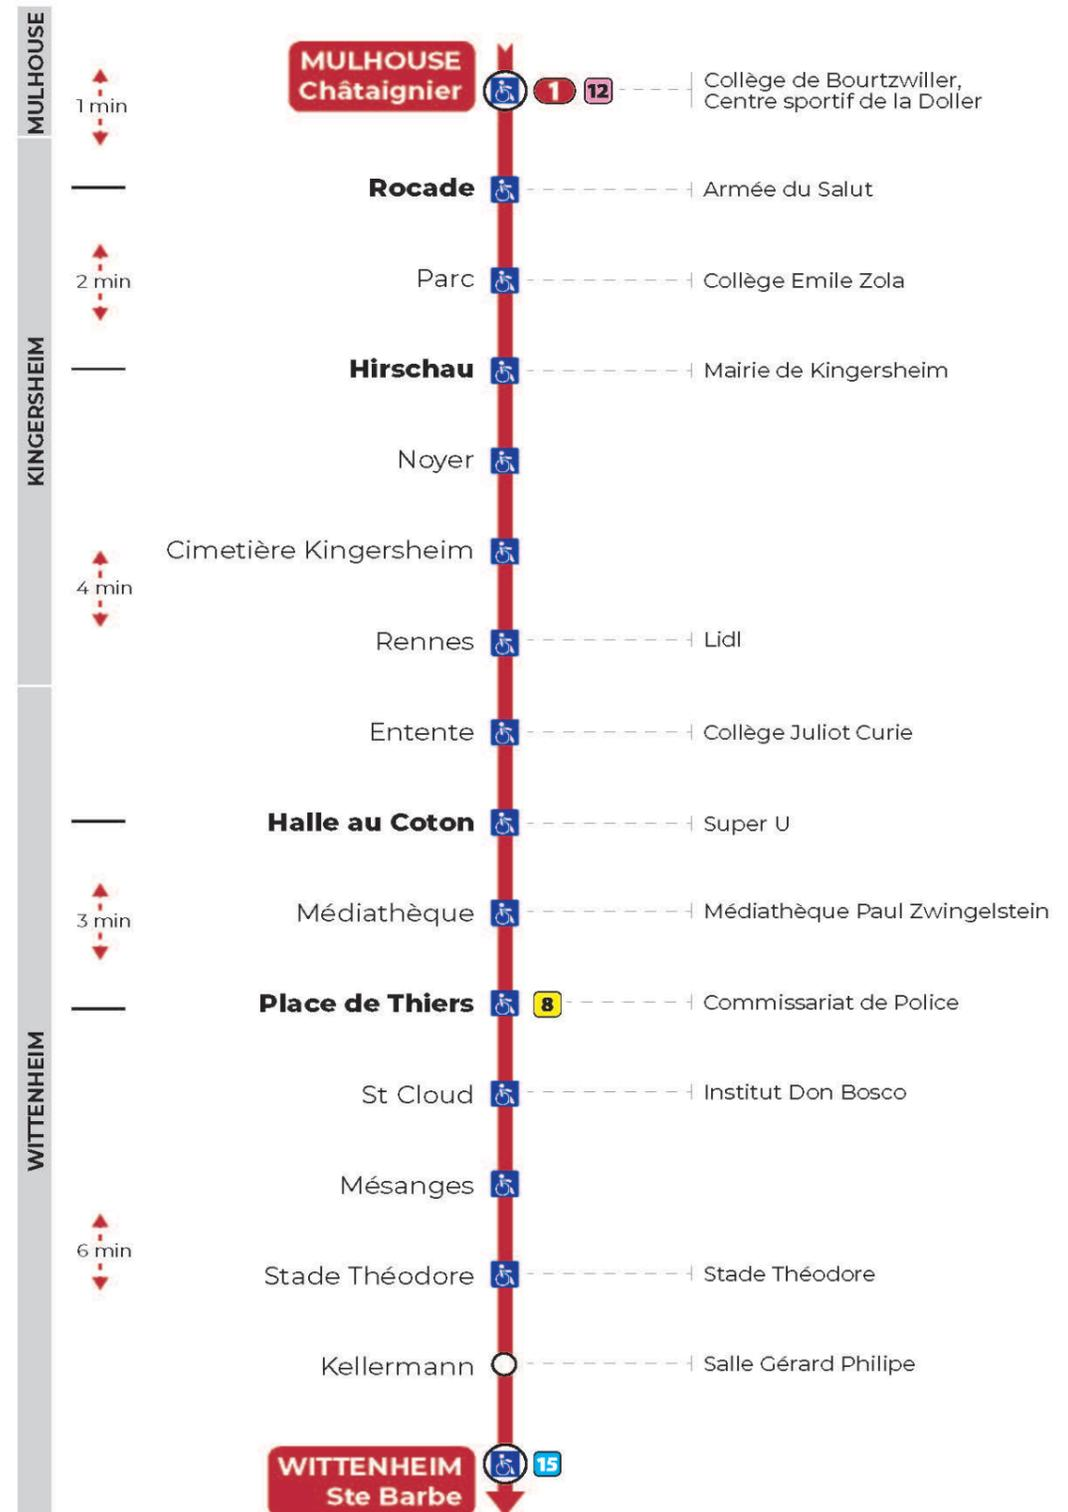 MULHOUSE
KINGERSHEIM
WITTENHEIM
MULHOUSE
Châtaignier
1
12
Collège de Bourtzwiller,
Centre sportif de la Doller
1 min
Rocade
Armée du Salut
2 min
Parc
Collège Emile Zola
Hirschau
Mairie de Kingersheim
Noyer
Cimetière Kingersheim
4 min
Rennes
Lidl
Entente
Collège Juliot Curie
Halle au Coton
Super U
3 min
Médiathèque
Médiathèque Paul Zwingelstein
Place de Thiers
8
Commissariat de Police
St Cloud
Institut Don Bosco
Mésanges
6 min
Stade Théodore
Stade Théodore
Kellermann
Salle Gérard Philipe
WITTENHEIM
Ste Barbe
15